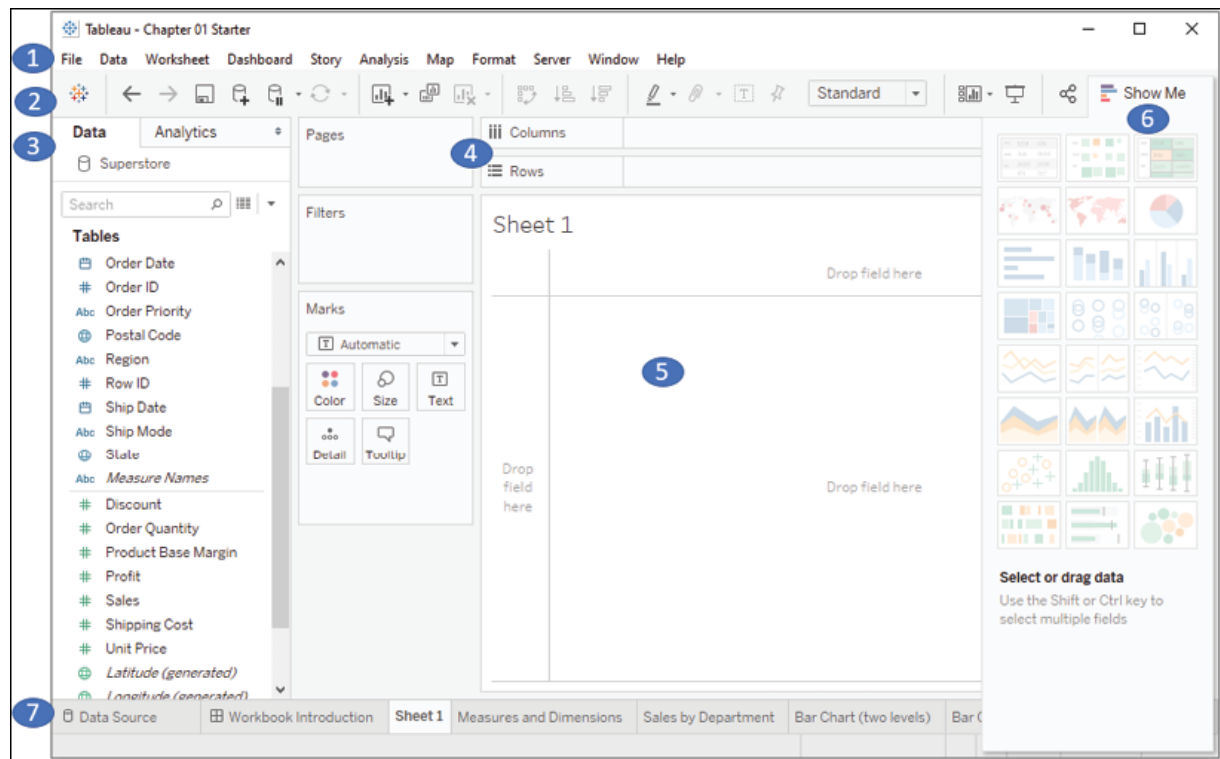 Tableau - Chapter 01 Starter
1
File Data Worksheet Dashboard Story Analysis Map Format Server Window Help
2
Standard
Show Me
6
3
Data Analytics
Superstore
Search
Tables
Order Date
Order ID
Abc Order Priority
Postal Code
Abc Region
Row ID
Ship Date
Abc Ship Mode
State
Abc Measure Names
Discount
Order Quantity
Product Base Margin
Profit
Sales
Shipping Cost
Unit Price
Latitude (generated)
Longitude (generated)
Pages
Filters
Marks
Automatic
Color Size Text
Detail Tooltip
4
Columns
Rows
Sheet 1
Drop field here
5
Drop
field
here
Drop field here
Select or drag data
Use the Shift or Ctrl key to
select multiple fields
7
Data Source Workbook Introduction Sheet 1 Measures and Dimensions Sales by Department Bar Chart (two levels) Bar